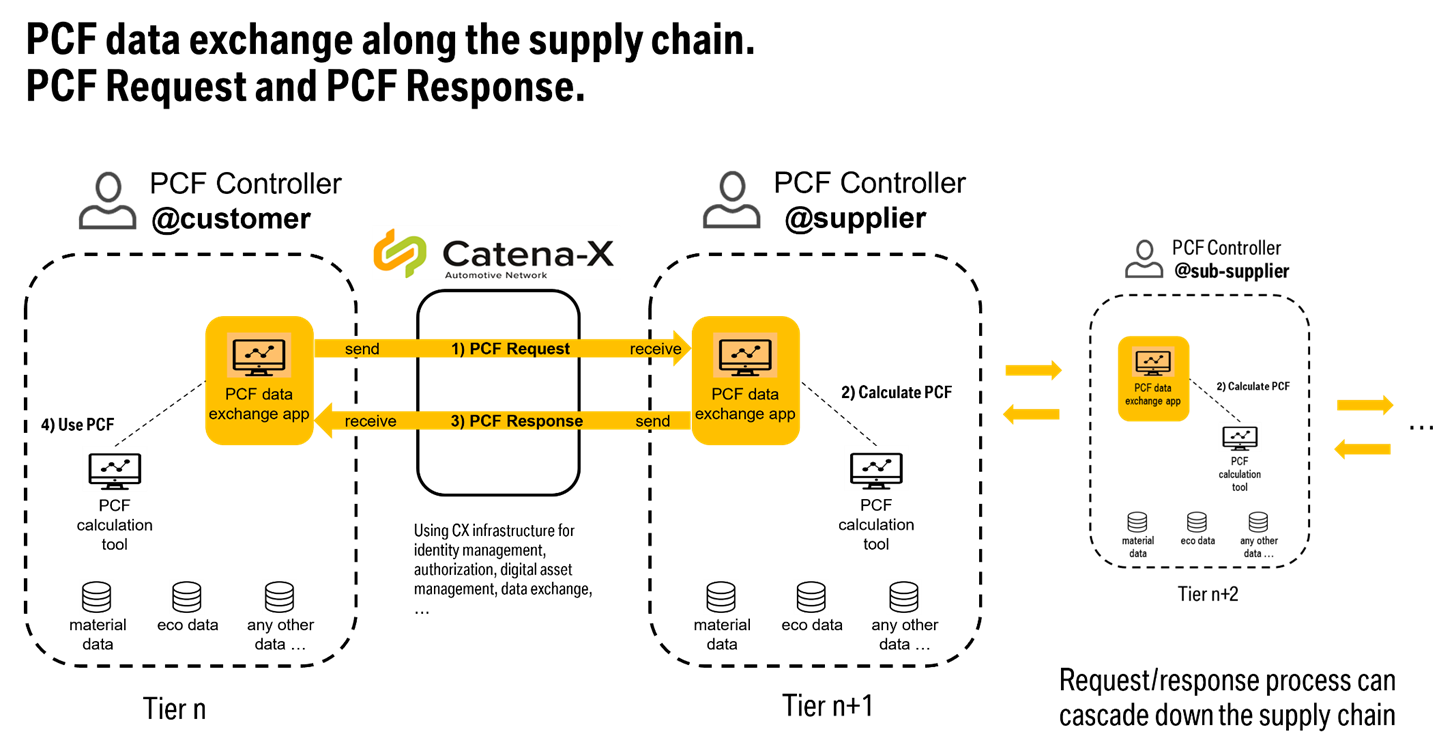 PCF data exchange along the supply chain.
PCF Request and PCF Response.
PCF Controller
@customer
PCF Controller
@supplier
Catena-X
Automotive Network
PCF Controller
@sub-supplier
send
1) PCF Request
receive
PCF data
exchange app
4) Use PCF
receive
3) PCF Response
send
PCF
calculation
tool
material
data
eco data
any other
data ...
Tier n
Using CX infrastructure for
identity management,
authorization, digital asset
management, data exchange,
...
PCF data
exchange app
2) Calculate PCF
PCF
calculation
tool
material
data
eco data
any other
data ...
Tier n+1
PCF data
exchange app
2) Calculate PCF
PCF
calculation
tool
material
data
eco data
any other
data ...
Tier n+2
...
Request/response process can
cascade down the supply chain